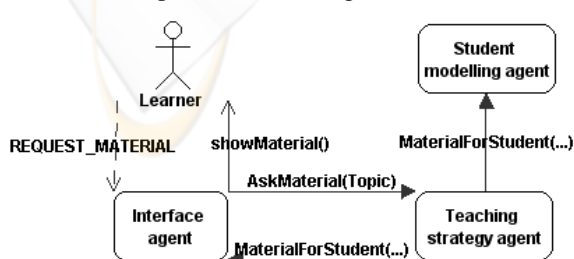 Student
modelling agent
Learner
REQUEST_MATERIAL
showMaterial()
MaterialForStudent(...)
AskMaterial(Topic)
Interface
agent
Teaching
strategy agent
MaterialForStudent(...)